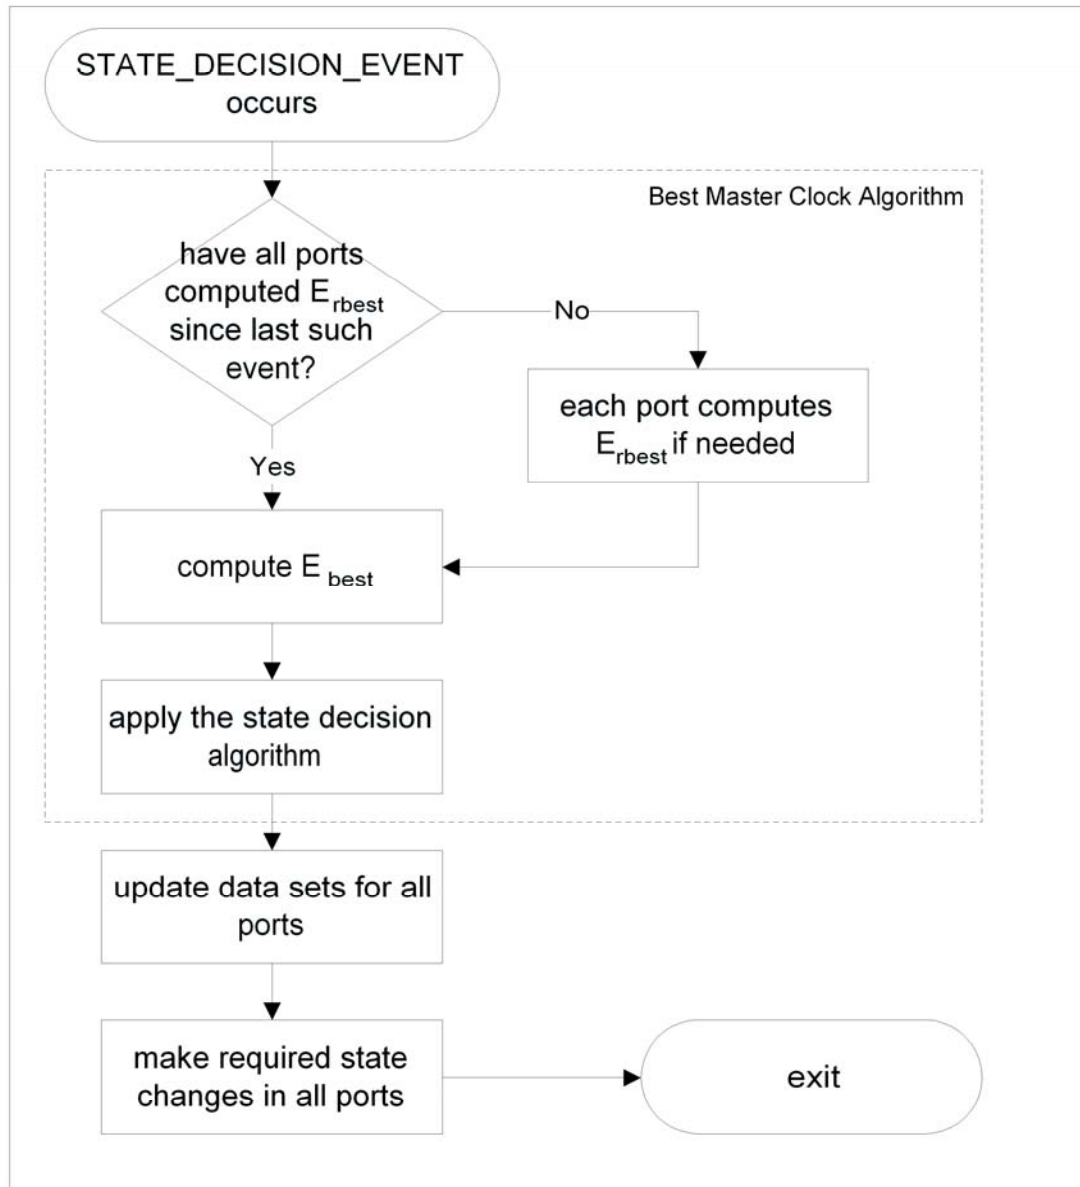 STATE_DECISION_EVENT
occurs
Best Master Clock Algorithm
have all ports
computed E rbest
since last such
event?
No
each port computes
E rbest if needed
Yes
compute E best
apply the state decision
algorithm
update data sets for all
ports
make required state
changes in all ports
exit